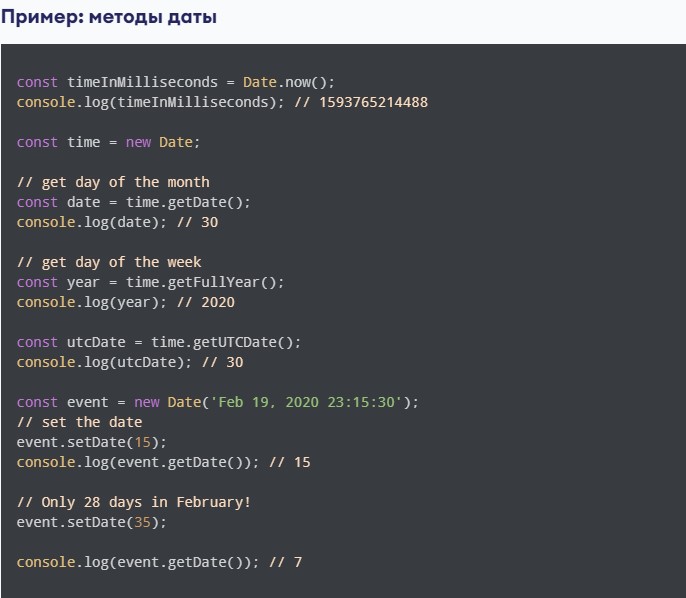 Пример: методы даты
const timeInMilliseconds = Date.now();
console.log(timeInMilliseconds); // 1593765214488
const time = new Date;
// get day of the month
const date = time.getDate();
console.log(date); // 30
// get day of the week
const year = time.getFullYear();
console.log(year); // 2020
const utcDate = time.getUTCDate();
console.log(utcDate); // 30
const event = new Date('Feb 19, 2020 23:15:30');
// set the date
event.setDate(15);
console.log(event.getDate()); // 15
// Only 28 days in February!
event.setDate(35);
console.log(event.getDate()); // 7